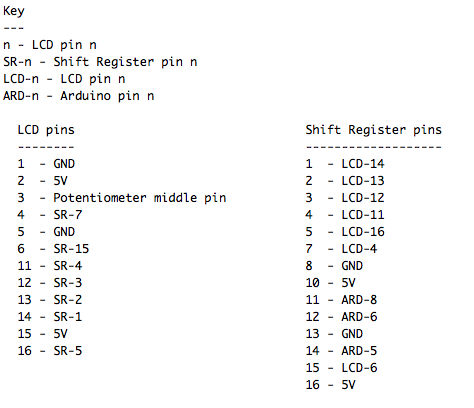 Key
---
n - LCD pin n
SR-n - Shift Register pin n
LCD-n - LCD pin n
ARD-n - Arduino pin n
LCD pins
--------
1 - GND
2 - 5V
3 - Potentiometer middle pin
4 - SR-7
5 - GND
6 - SR-15
11 - SR-4
12 - SR-3
13 - SR-2
14 - SR-1
15 - 5V
16 - SR-5
Shift Register pins
-------------------
1 - LCD-14
2 - LCD-13
3 - LCD-12
4 - LCD-11
5 - LCD-16
7 - LCD-4
8 - GND
10 - 5V
11 - ARD-8
12 - ARD-6
13 - GND
14 - ARD-5
15 - LCD-6
16 - 5V